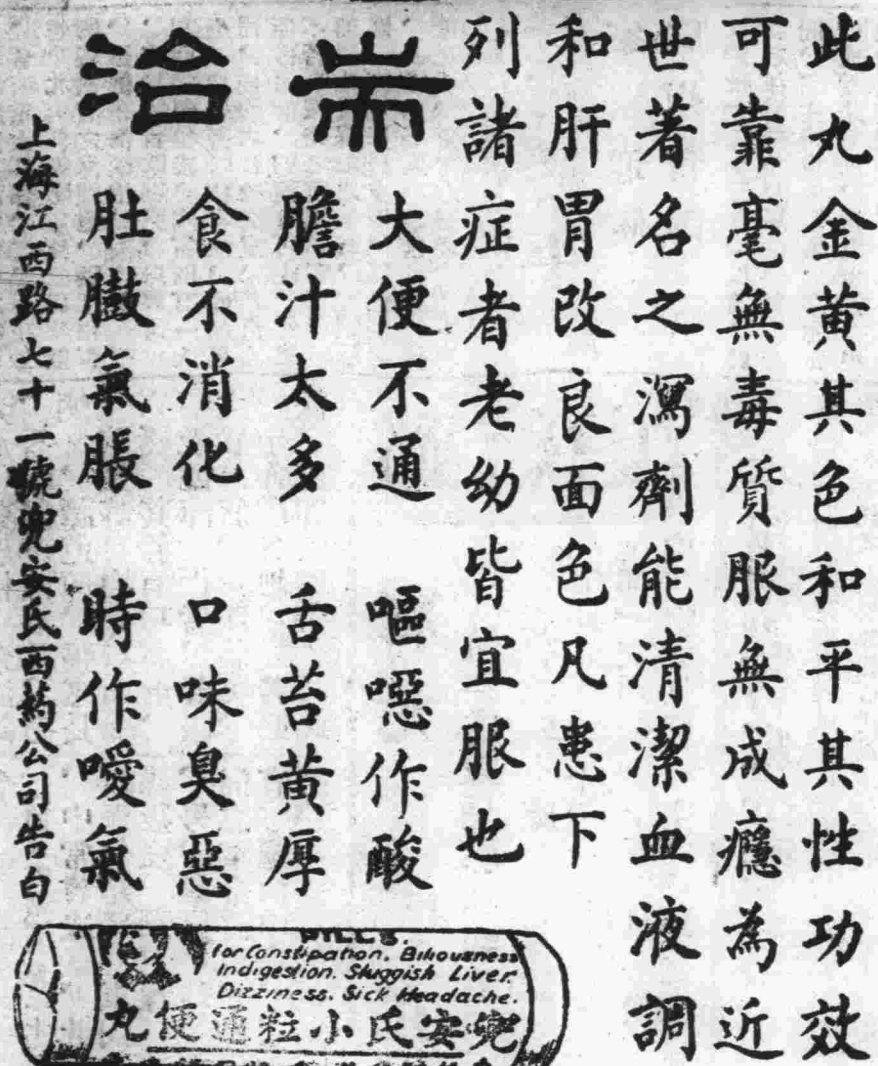 此丸金黄其色和平其性功效
可靠毫無毒質服無成癮為近
世著名之瀉劑能清潔血液調
和肝胃改良面色凡患下
列諸症者老幼皆宜服也
耑治
大便不通 嘔噁作酸
膽汁太多 舌苔黄厚
食不消化 口味臭惡
肚臌氣脹 時作噯氣
上海江西路七十一號兜安氏西药公司告白
PILLS.
for Constipation, Biliousness
Indigestion, Sluggish Liver
Dizziness, Sick Headache.
兜安氏小粒通便丸